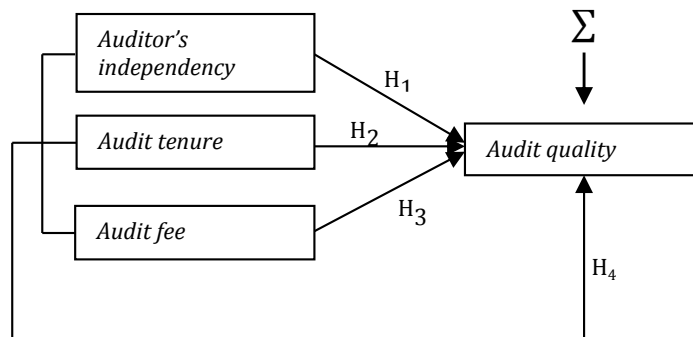 Auditor's
independency
Σ
H1
Audit tenure
H2
Audit quality
Audit fee
H3
H4